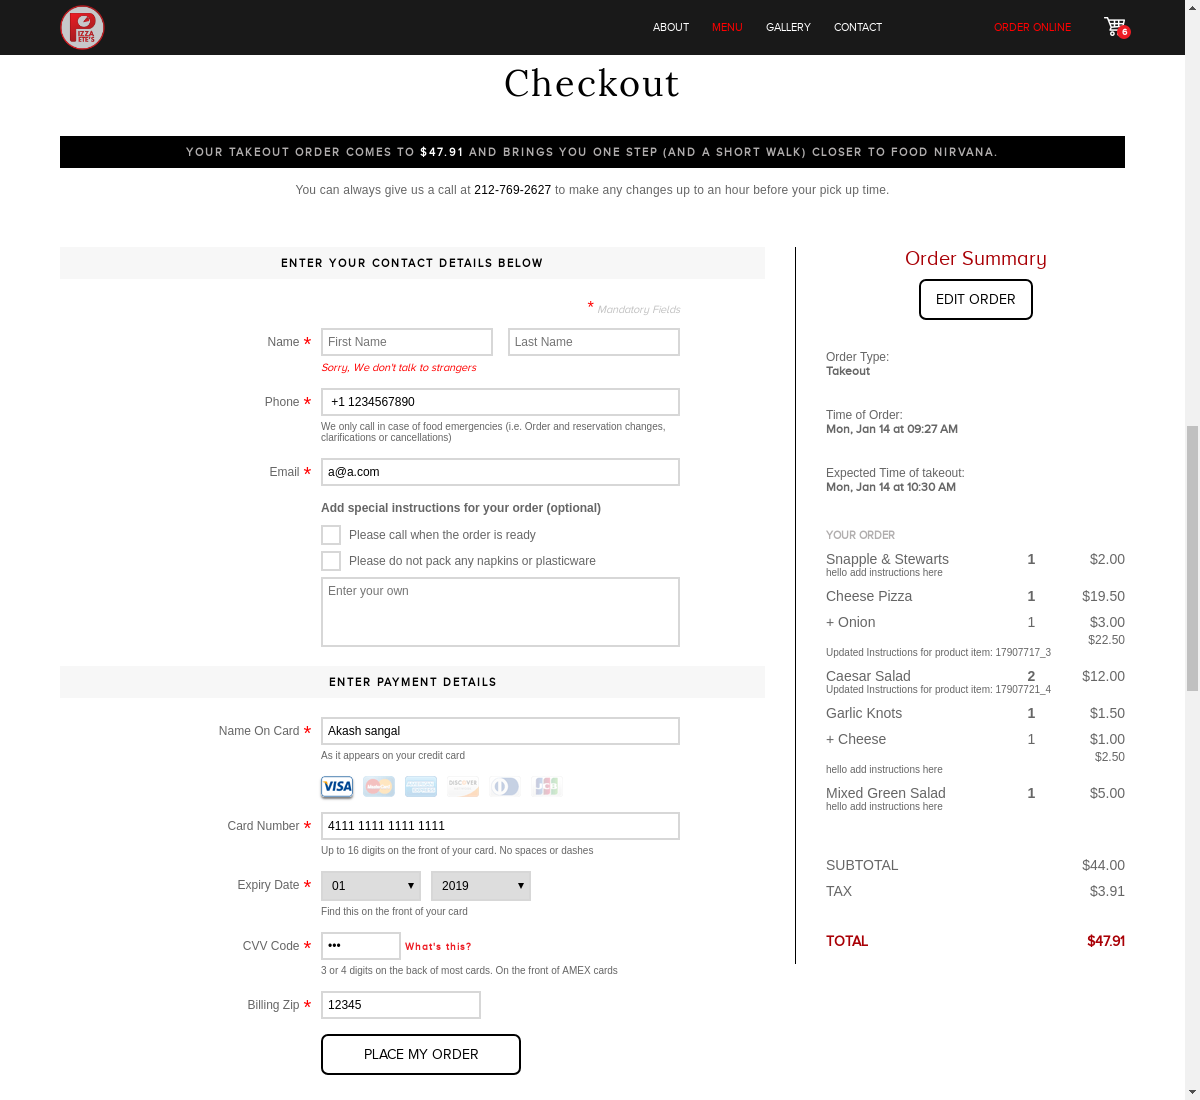 PIZZA
ETE'S
ABOUT MENU GALLERY CONTACT ORDER ONLINE 6
Checkout
YOUR TAKEOUT ORDER COMES TO $47.91 AND BRINGS YOU ONE STEP (AND A SHORT WALK) CLOSER TO FOOD NIRVANA.
You can always give us a call at 212-769-2627 to make any changes up to an hour before your pick up time.
ENTER YOUR CONTACT DETAILS BELOW
* Mandatory Fields
Name * First Name Last Name
Sorry, We don't talk to strangers
Phone * +1 1234567890
We only call in case of food emergencies (i.e. Order and reservation changes,
clarifications or cancellations)
Email * a@a.com
Add special instructions for your order (optional)
Please call when the order is ready
Please do not pack any napkins or plasticware
Enter your own
ENTER PAYMENT DETAILS
Name On Card * Akash sangal
As it appears on your credit card
VISA MasterCard AMERICAN EXPRESS DISCOVER JCB
Card Number * 4111 1111 1111 1111
Up to 16 digits on the front of your card. No spaces or dashes
Expiry Date * 01 2019
Find this on the front of your card
CVV Code * ••• What's this?
3 or 4 digits on the back of most cards. On the front of AMEX cards
Billing Zip * 12345
PLACE MY ORDER
Order Summary
EDIT ORDER
Order Type:
Takeout
Time of Order:
Mon, Jan 14 at 09:27 AM
Expected Time of takeout:
Mon, Jan 14 at 10:30 AM
YOUR ORDER
Snapple & Stewarts 1 $2.00
hello add instructions here
Cheese Pizza 1 $19.50
+ Onion 1 $3.00
$22.50
Updated Instructions for product item: 17907717_3
Caesar Salad 2 $12.00
Updated Instructions for product item: 17907721_4
Garlic Knots 1 $1.50
+ Cheese 1 $1.00
$2.50
hello add instructions here
Mixed Green Salad 1 $5.00
hello add instructions here
SUBTOTAL $44.00
TAX $3.91
TOTAL $47.91